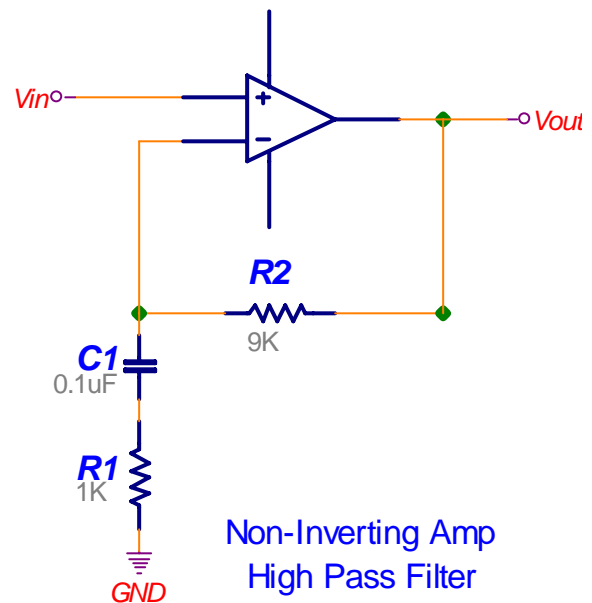 Vin
+
-
Vout
R2
9K
C1
0.1uF
R1
1K
GND
Non-Inverting Amp
High Pass Filter